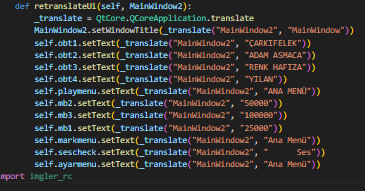 def retranslateUi(self, MainWindow2):
_translate = QtCore.QCoreApplication.translate
MainWindow2.setWindowTitle(_translate("MainWindow2", "MainWindow"))
self.obt1.setText(_translate("MainWindow2", "ÇARKIFELEK"))
self.obt2.setText(_translate("MainWindow2", "ADAM ASMACA"))
self.obt3.setText(_translate("MainWindow2", "RENK HAFIZA"))
self.obt4.setText(_translate("MainWindow2", "YILAN"))
self.playmenu.setText(_translate("MainWindow2", "ANA MENÜ"))
self.mb2.setText(_translate("MainWindow2", "50000"))
self.mb3.setText(_translate("MainWindow2", "100000"))
self.mb1.setText(_translate("MainWindow2", "25000"))
self.markmenu.setText(_translate("MainWindow2", "Ana Menü"))
self.sescheck.setText(_translate("MainWindow2", "       Ses"))
self.ayarmenu.setText(_translate("MainWindow2", "Ana Menü"))
import imgler_rc